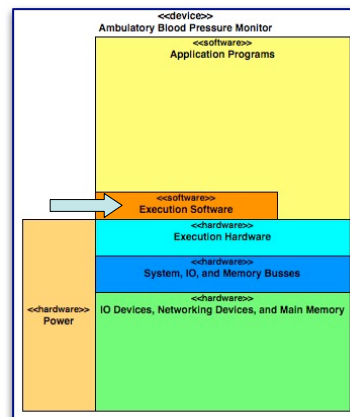 <<device>>
Ambulatory Blood Pressure Monitor
<<software>>
Application Programs
<<software>>
Execution Software
<<hardware>>
Execution Hardware
<<hardware>>
System, IO, and Memory Busses
<<hardware>>
IO Devices, Networking Devices, and Main Memory
<<hardware>>
Power